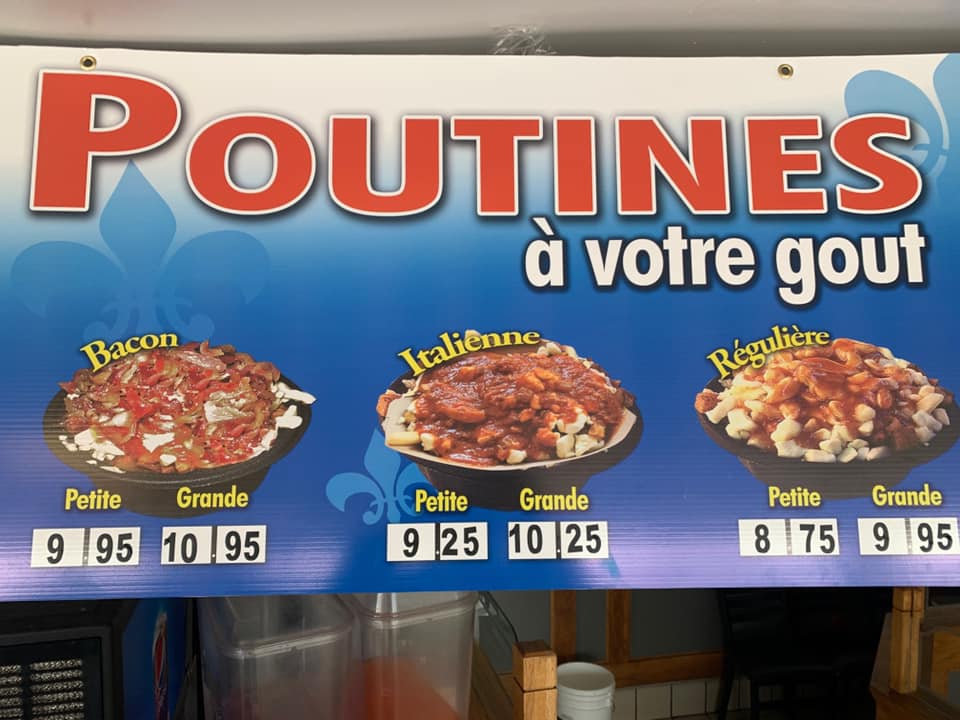 POUTINES
à votre gout
Bacon
Italienne
Régulière
Petite Grande
Petite Grande
Petite Grande
9.95 10.95
9.25 10.25
8.75 9.95